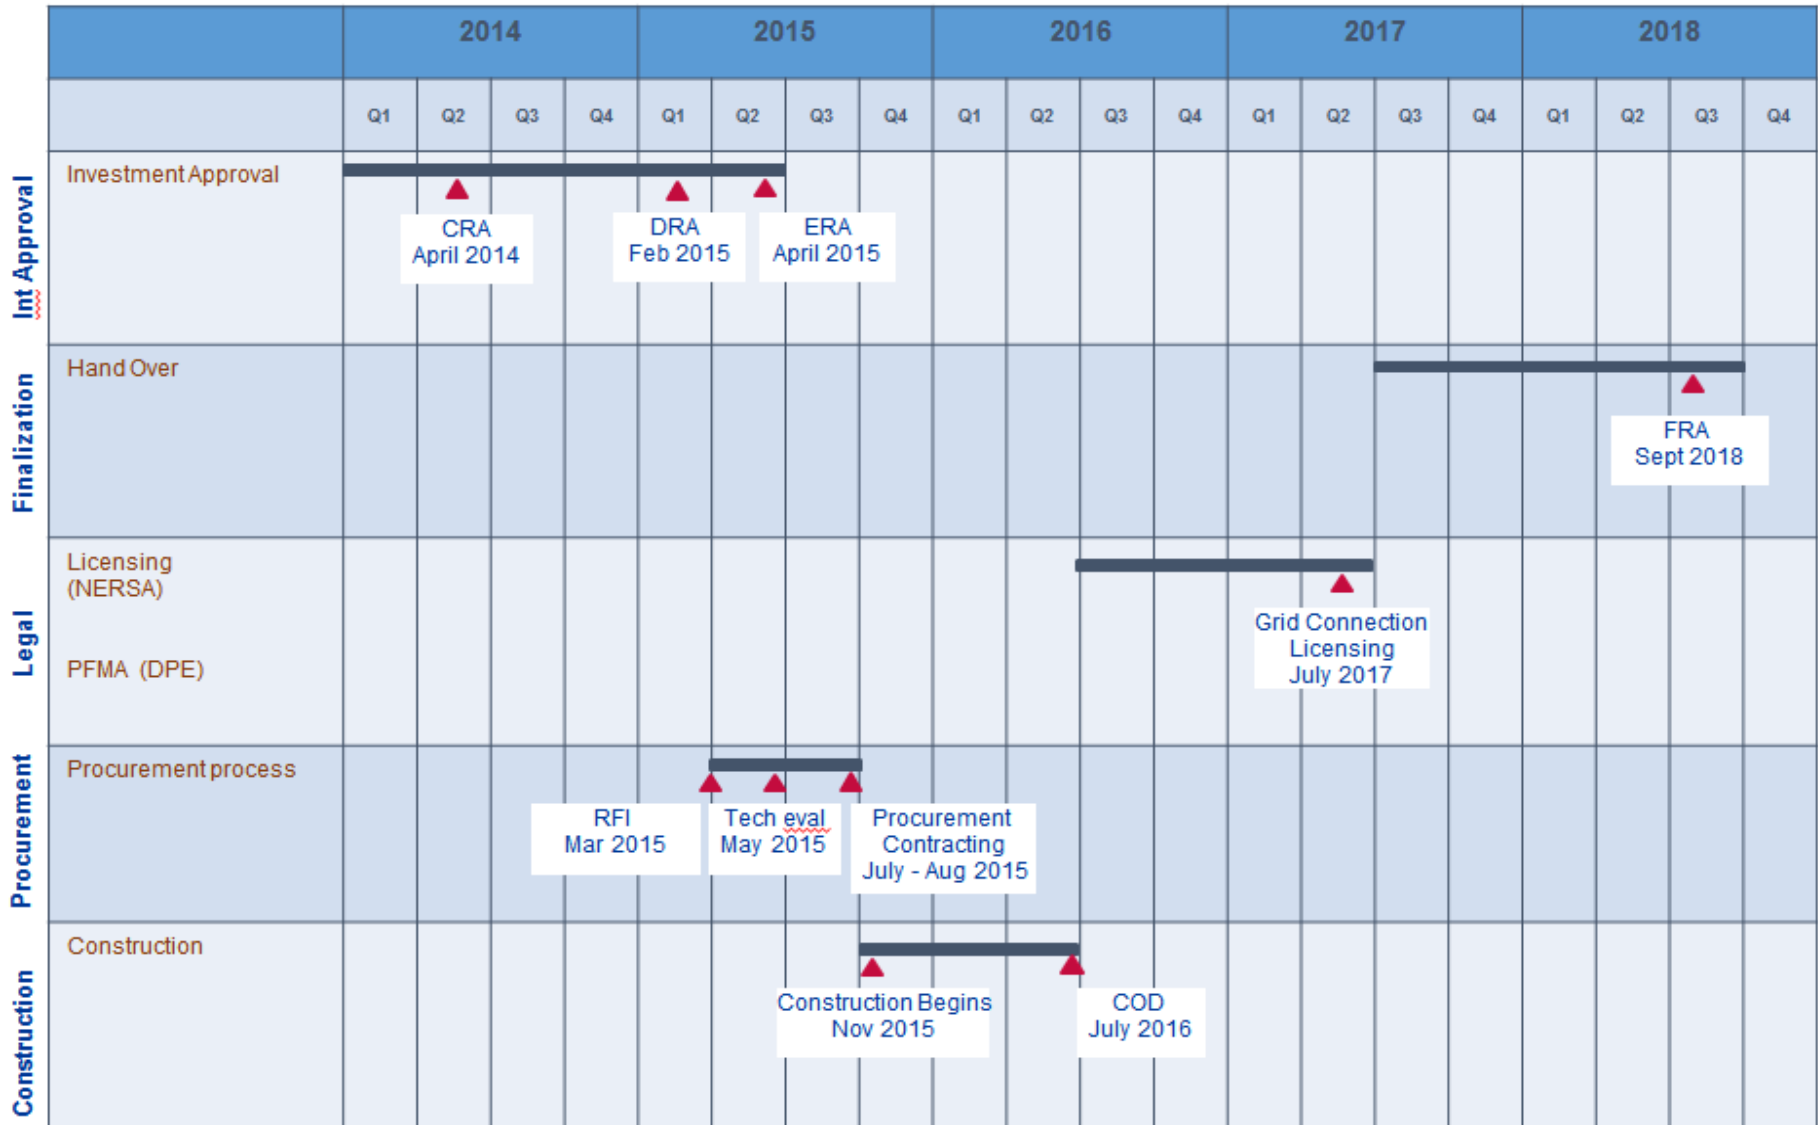 2014 2015 2016 2017 2018
Q1 Q2 Q3 Q4 Q1 Q2 Q3 Q4 Q1 Q2 Q3 Q4 Q1 Q2 Q3 Q4 Q1 Q2 Q3 Q4
Int Approval
Investment Approval
CRA
April 2014
DRA
Feb 2015
ERA
April 2015
Finalization
Hand Over
FRA
Sept 2018
Legal
Licensing
(NERSA)
PFMA (DPE)
Grid Connection
Licensing
July 2017
Procurement
Procurement process
RFI
Mar 2015
Tech eval
May 2015
Procurement
Contracting
July - Aug 2015
Construction
Construction
Construction Begins
Nov 2015
COD
July 2016